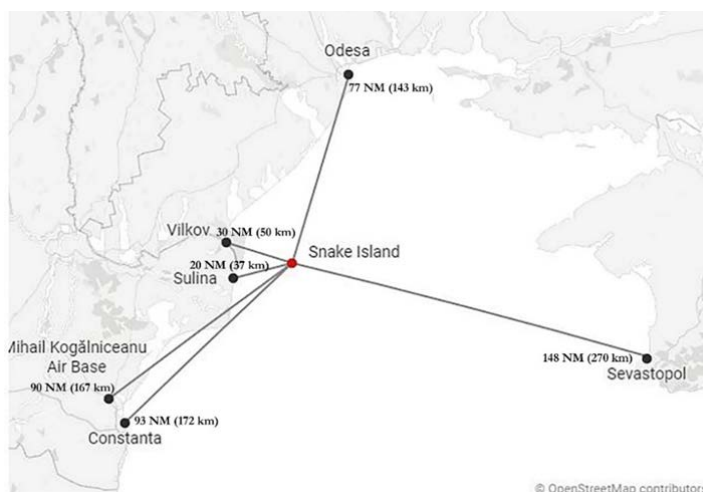 Odesa
77 NM (143 km)
Vilkov
30 NM (50 km)
Snake Island
20 NM (37 km)
Sulina
Mihail Kogălniceanu
Air Base
148 NM (270 km)
Sevastopol
90 NM (167 km)
93 NM (172 km)
Constanta
© OpenStreetMap contributors